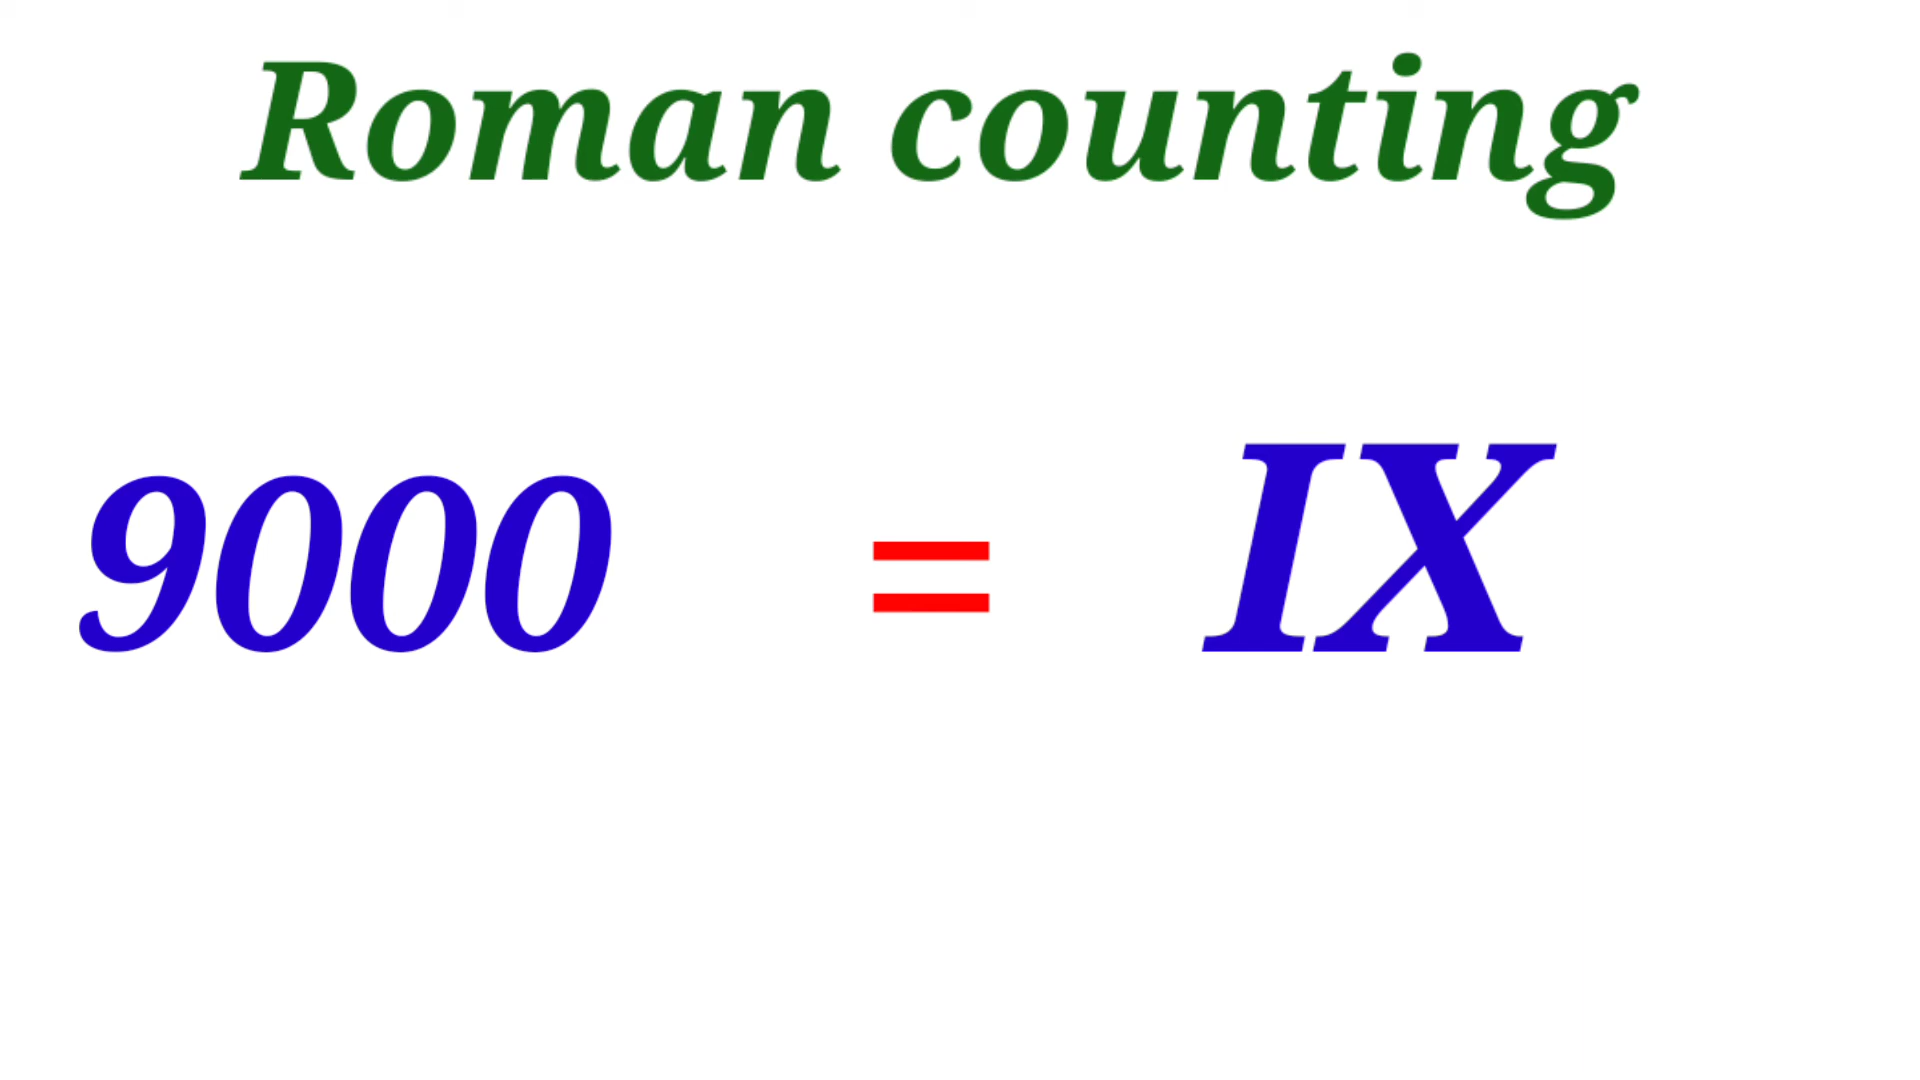 Roman counting
9000 = IX